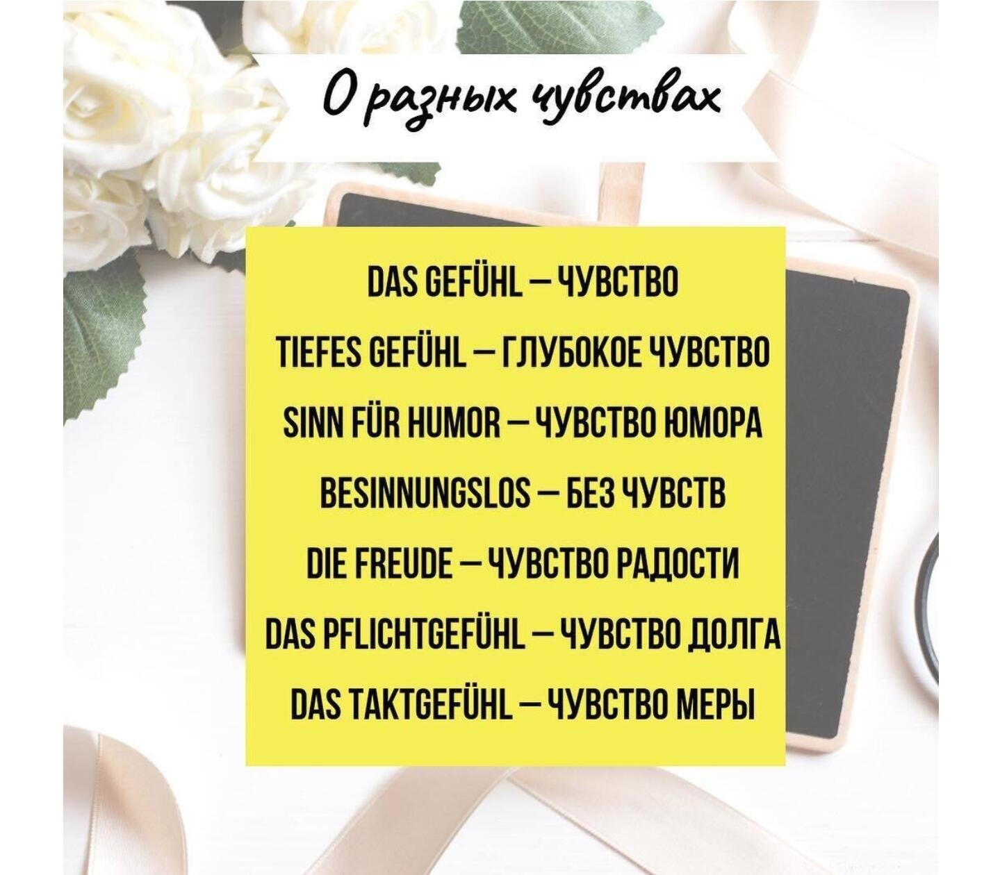 О разных чувствах
DAS GEFÜHL – ЧУВСТВО
TIEFES GEFÜHL – ГЛУБОКОЕ ЧУВСТВО
SINN FÜR HUMOR – ЧУВСТВО ЮМОРА
BESINNUNGSLOS – БЕЗ ЧУВСТВ
DIE FREUDE – ЧУВСТВО РАДОСТИ
DAS PFLICHTGEFÜHL – ЧУВСТВО ДОЛГА
DAS TAKTGEFÜHL – ЧУВСТВО МЕРЫ